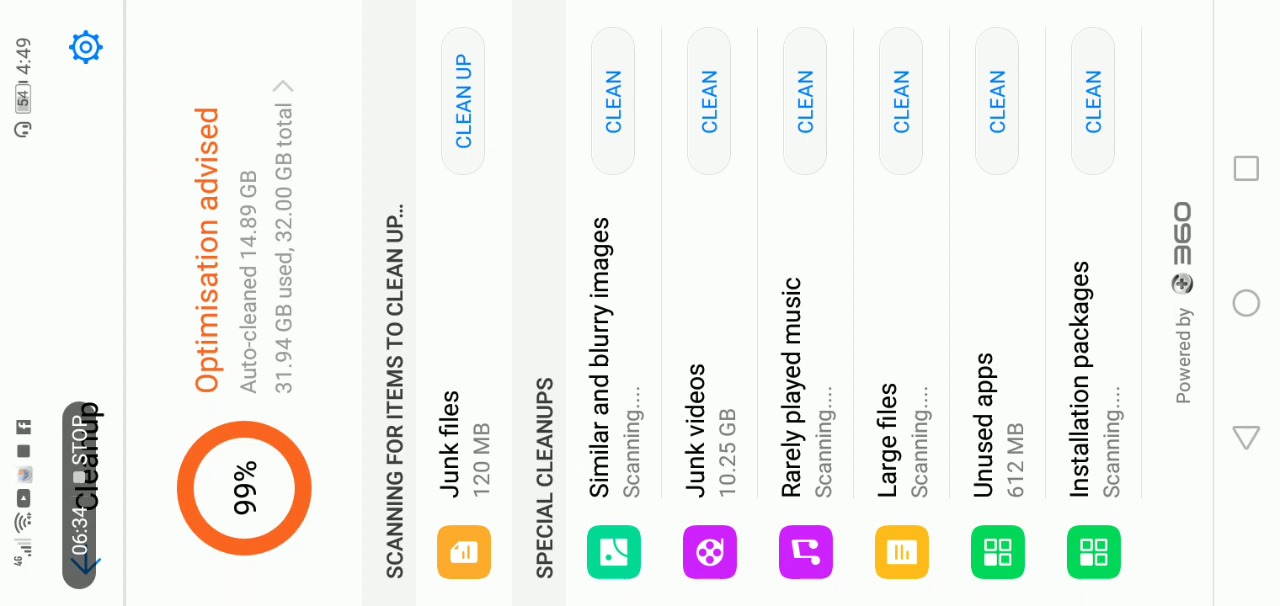 4G
54
4:49
06:34
STOP
Cleanup
99%
Optimisation advised
Auto-cleaned 14.89 GB
31.94 GB used, 32.00 GB total
SCANNING FOR ITEMS TO CLEAN UP...
Junk files
120 MB
CLEAN UP
SPECIAL CLEANUPS
Similar and blurry images
Scanning....
CLEAN
Junk videos
10.25 GB
CLEAN
Rarely played music
Scanning....
CLEAN
Large files
Scanning....
CLEAN
Unused apps
612 MB
CLEAN
Installation packages
Scanning....
CLEAN
Powered by 360